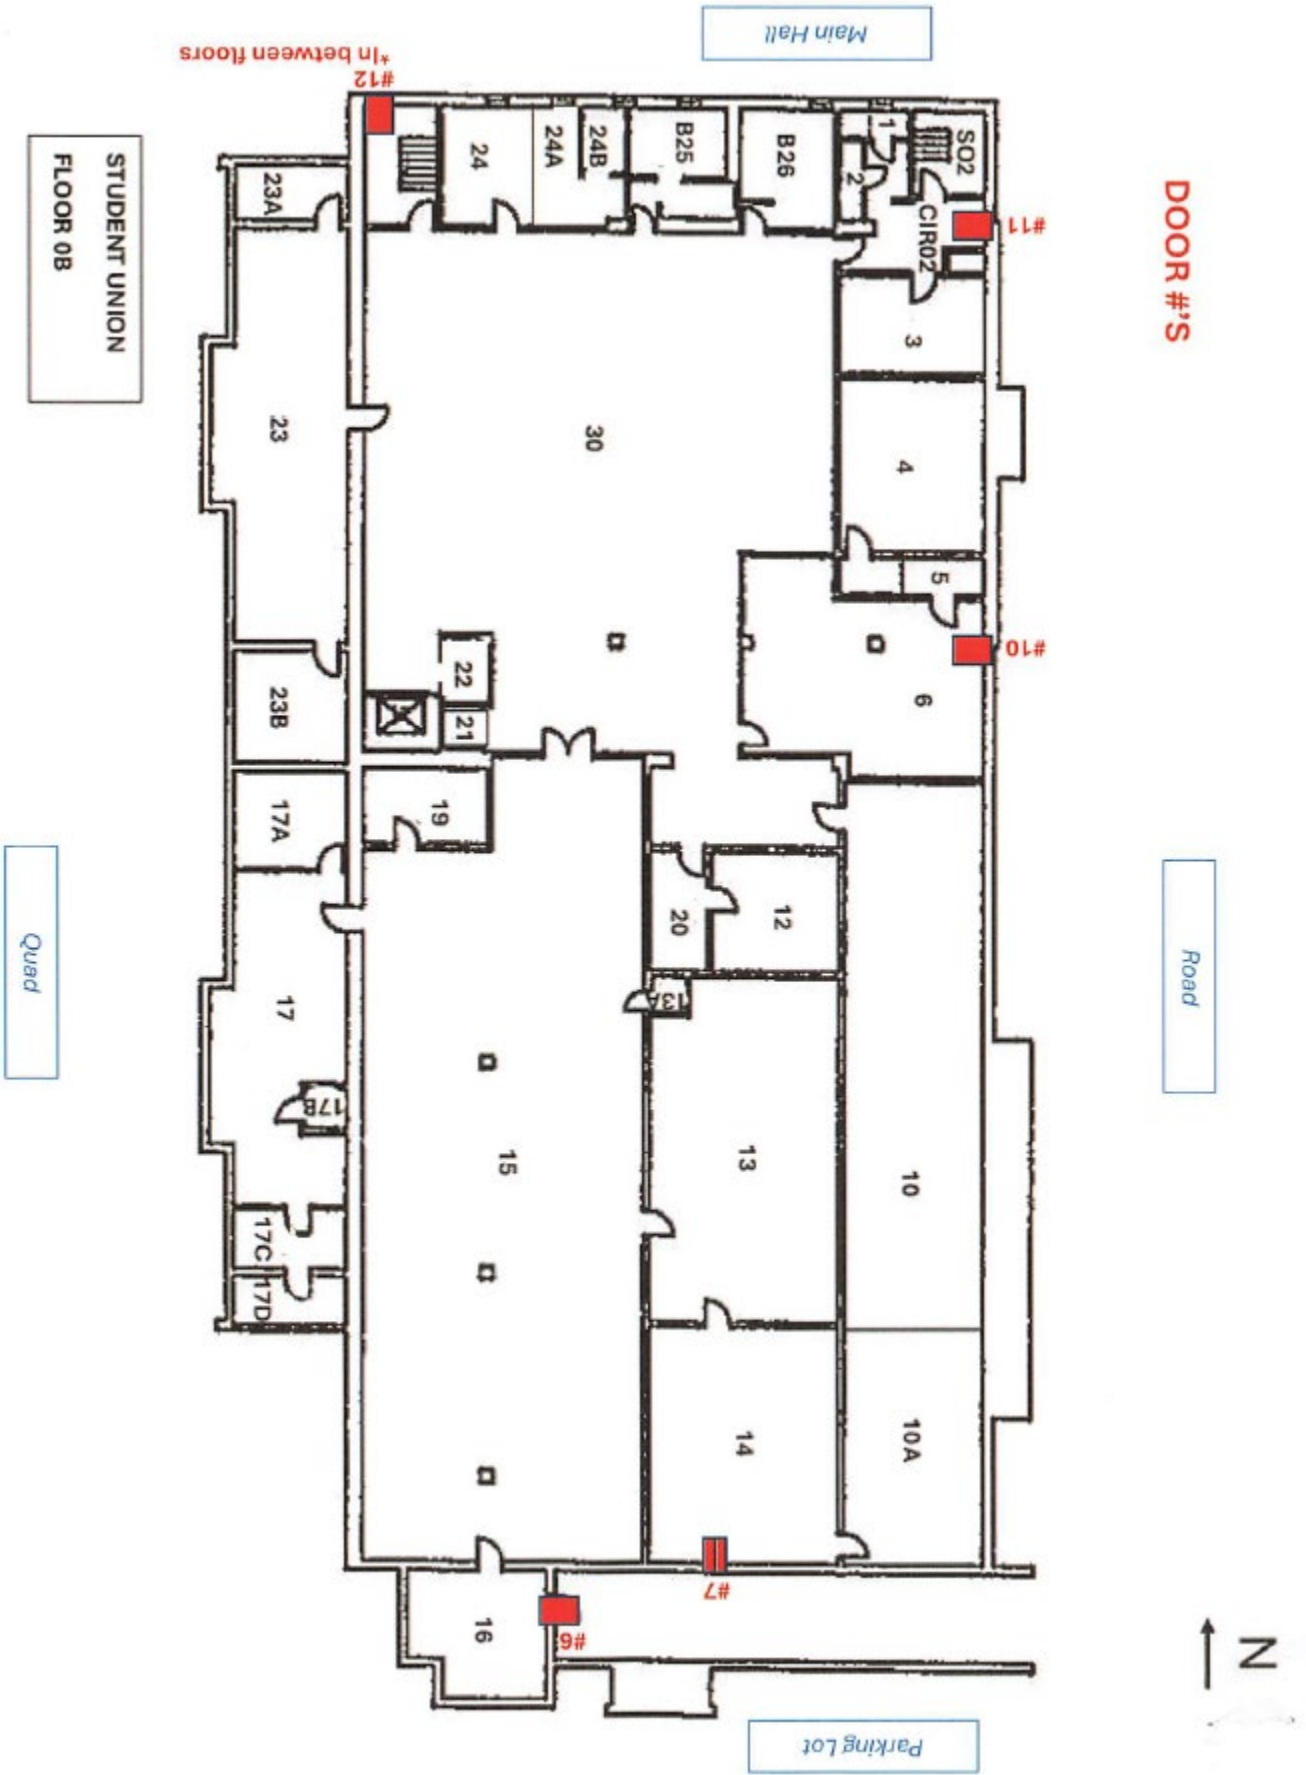 Main Hall
*In between floors
#12
DOOR #'S
STUDENT UNION
FLOOR 0B
23A
24
24A
24B
B25
B26
1
2
SO2
CIR02
#11
3
23
30
4
5
#10
6
22
21
23B
17A
19
20
12
13A
Quad
Road
17
17B
15
13
10
17C
17D
14
10A
#7
16
#6
N
Parking Lot